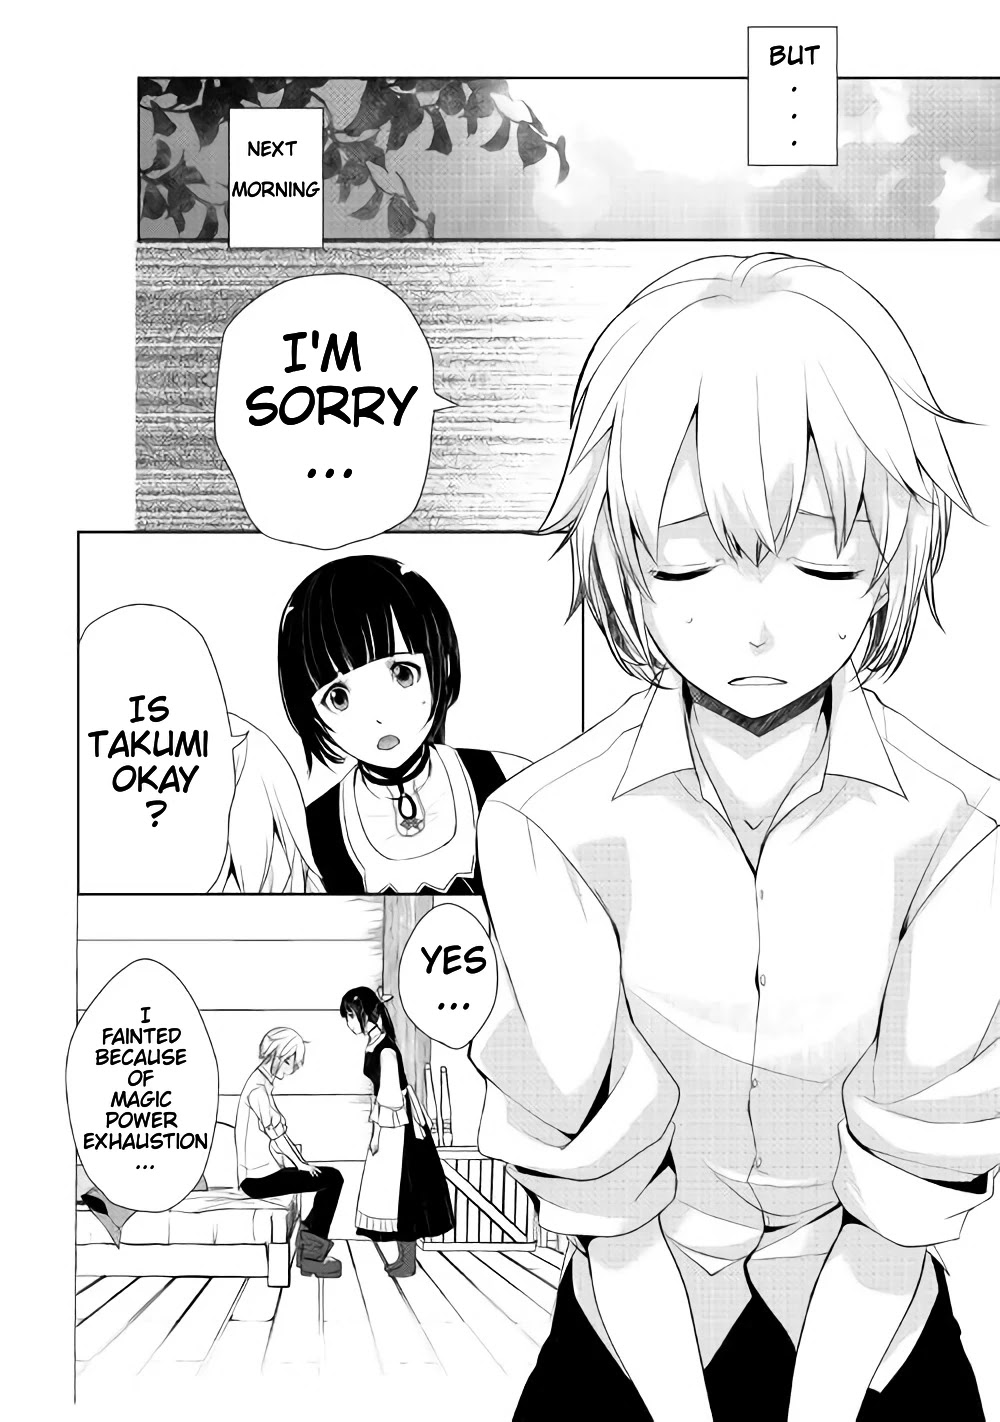 BUT
.
.
.
NEXT
MORNING
I'M
SORRY
...
IS
TAKUMI
OKAY
?
YES
...
I
FAINTED
BECAUSE
OF
MAGIC
POWER
EXHAUSTION
...